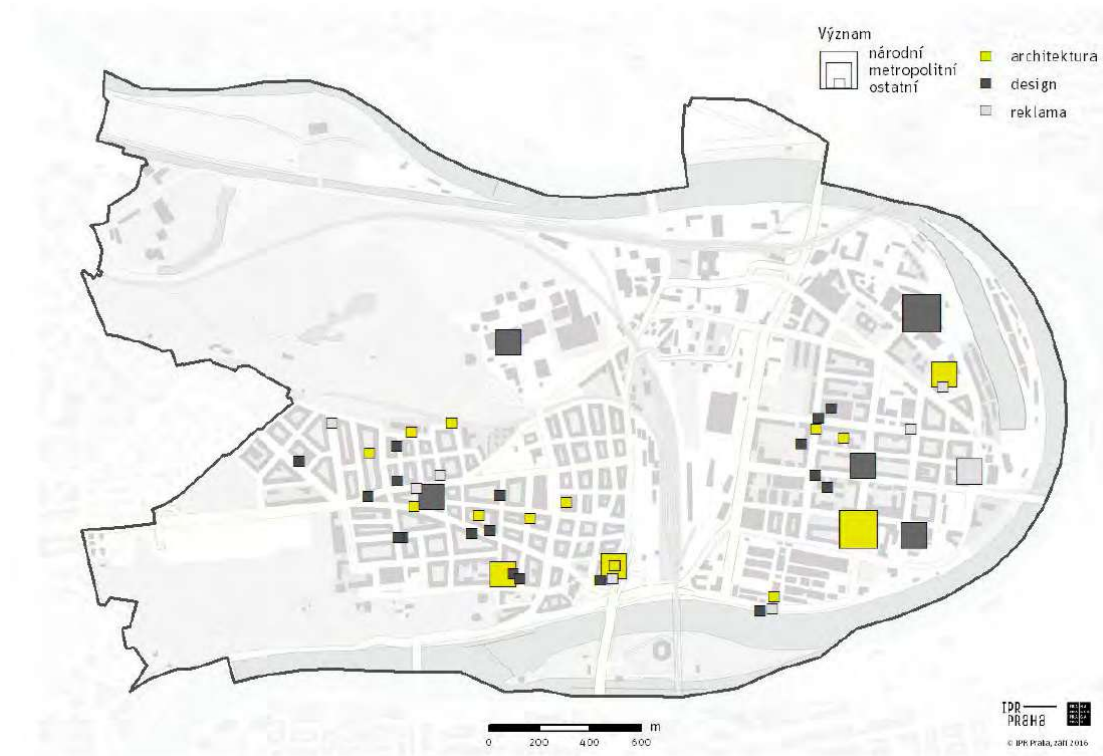 Význam
národní
metropolitní
ostatní
architektura
design
reklama
m
0 200 400 600
IPR
PRAHA
© IPR Praha, září 2016